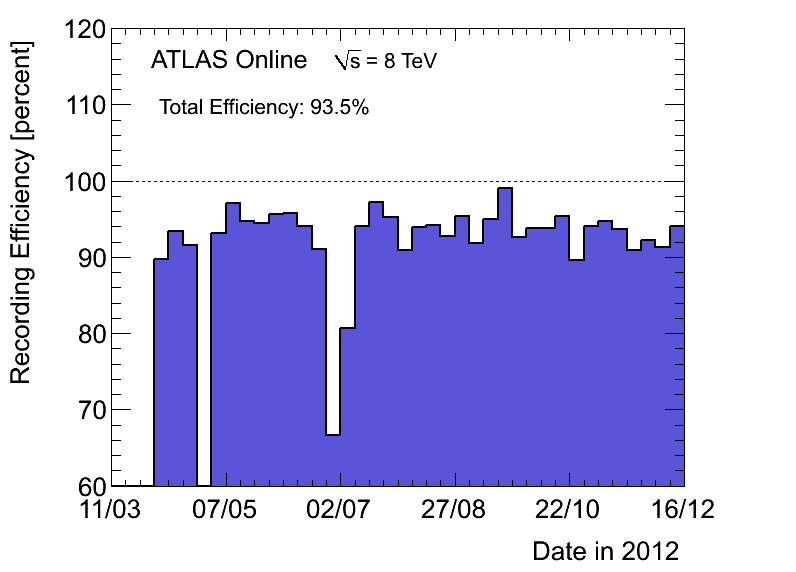 120
ATLAS Online √s = 8 TeV
110
Total Efficiency: 93.5%
100
90
80
70
60
Recording Efficiency [percent]
11/03 07/05 02/07 27/08 22/10 16/12
Date in 2012